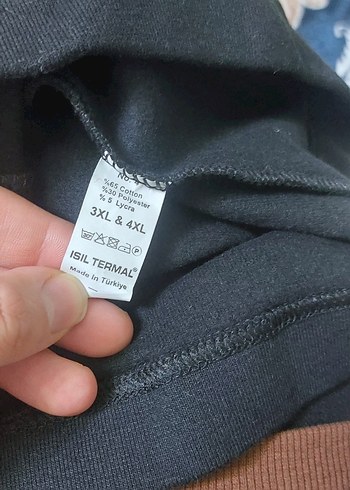 %65 Cotton
%30 Polyester
% 5 Lycra
3XL & 4XL
ISIL TERMAL®
Made in Türkiye